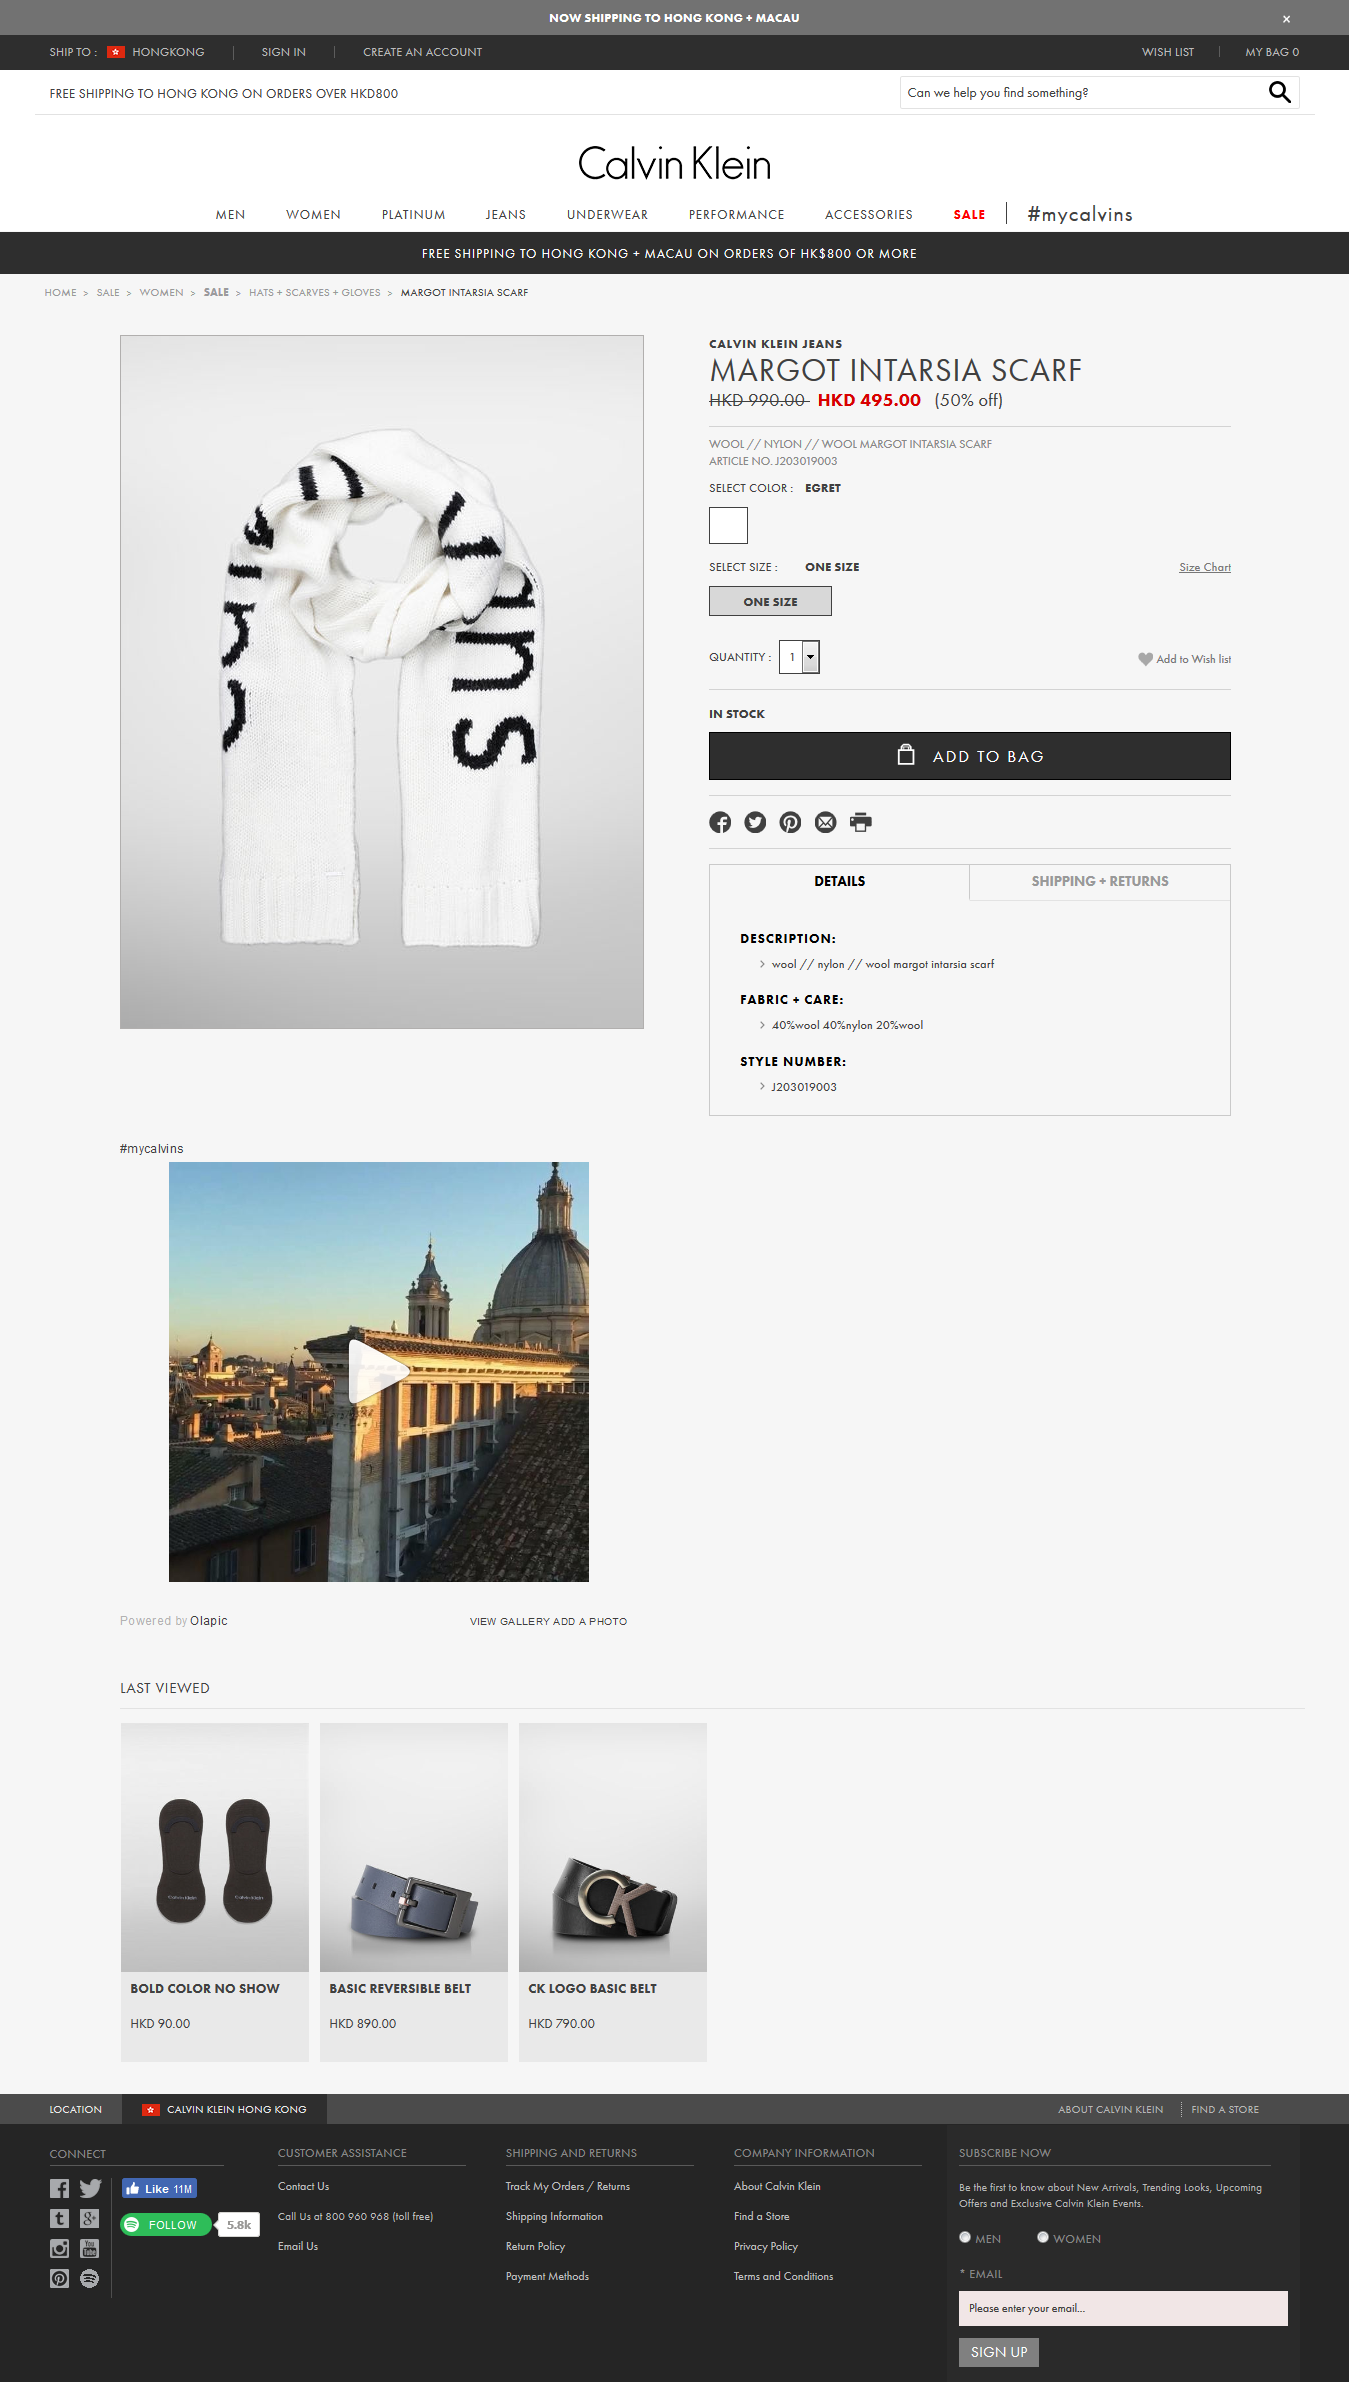 NOW SHIPPING TO HONG KONG + MACAU
×
SHIP TO : HONGKONG SIGN IN CREATE AN ACCOUNT WISH LIST MY BAG 0
FREE SHIPPING TO HONG KONG ON ORDERS OVER HKD800
Can we help you find something?
Calvin Klein
MEN WOMEN PLATINUM JEANS UNDERWEAR PERFORMANCE ACCESSORIES SALE #mycalvins
FREE SHIPPING TO HONG KONG + MACAU ON ORDERS OF HK$800 OR MORE
HOME > SALE > WOMEN > SALE > HATS + SCARVES + GLOVES > MARGOT INTARSIA SCARF
CALVIN KLEIN JEANS
MARGOT INTARSIA SCARF
HKD 990.00 HKD 495.00 (50% off)
WOOL // NYLON // WOOL MARGOT INTARSIA SCARF
ARTICLE NO. J203019003
SELECT COLOR : EGRET
SELECT SIZE : ONE SIZE Size Chart
ONE SIZE
QUANTITY : 1 Add to Wish list
IN STOCK
ADD TO BAG
DETAILS SHIPPING + RETURNS
DESCRIPTION:
> wool // nylon // wool margot intarsia scarf
FABRIC + CARE:
> 40%wool 40%nylon 20%wool
STYLE NUMBER:
> J203019003
#mycalvins
Powered by Olapic VIEW GALLERY ADD A PHOTO
LAST VIEWED
Calvin Klein Calvin Klein
BOLD COLOR NO SHOW
HKD 90.00
BASIC REVERSIBLE BELT
HKD 890.00
CK LOGO BASIC BELT
HKD 790.00
LOCATION CALVIN KLEIN HONG KONG ABOUT CALVIN KLEIN FIND A STORE
CONNECT
Like 11M
FOLLOW 5.8k
CUSTOMER ASSISTANCE
Contact Us
Call Us at 800 960 968 (toll free)
Email Us
SHIPPING AND RETURNS
Track My Orders / Returns
Shipping Information
Return Policy
Payment Methods
COMPANY INFORMATION
About Calvin Klein
Find a Store
Privacy Policy
Terms and Conditions
SUBSCRIBE NOW
Be the first to know about New Arrivals, Trending Looks, Upcoming
Offers and Exclusive Calvin Klein Events.
MEN WOMEN
* EMAIL
Please enter your email...
SIGN UP